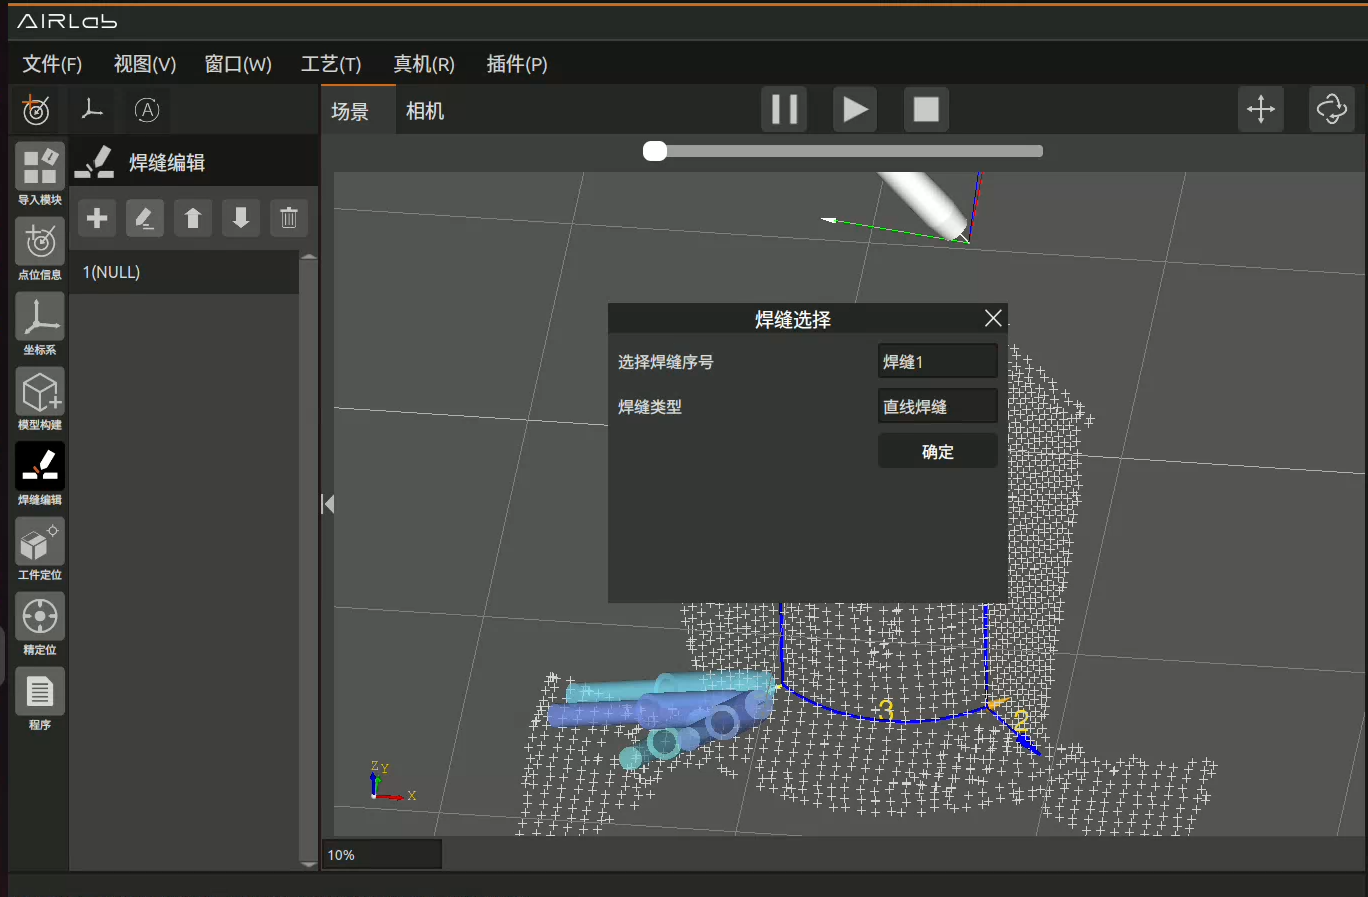 AIRLab
文件(F) 视图(V) 窗口(W) 工艺(T) 真机(R) 插件(P)
A
场景 相机
导入模块
点位信息
坐标系
模型构建
焊缝编辑
工件定位
精定位
程序
焊缝编辑
1(NULL)
焊缝选择
选择焊缝序号 焊缝1
焊缝类型 直线焊缝
确定
3
2
Z Y
X
10%